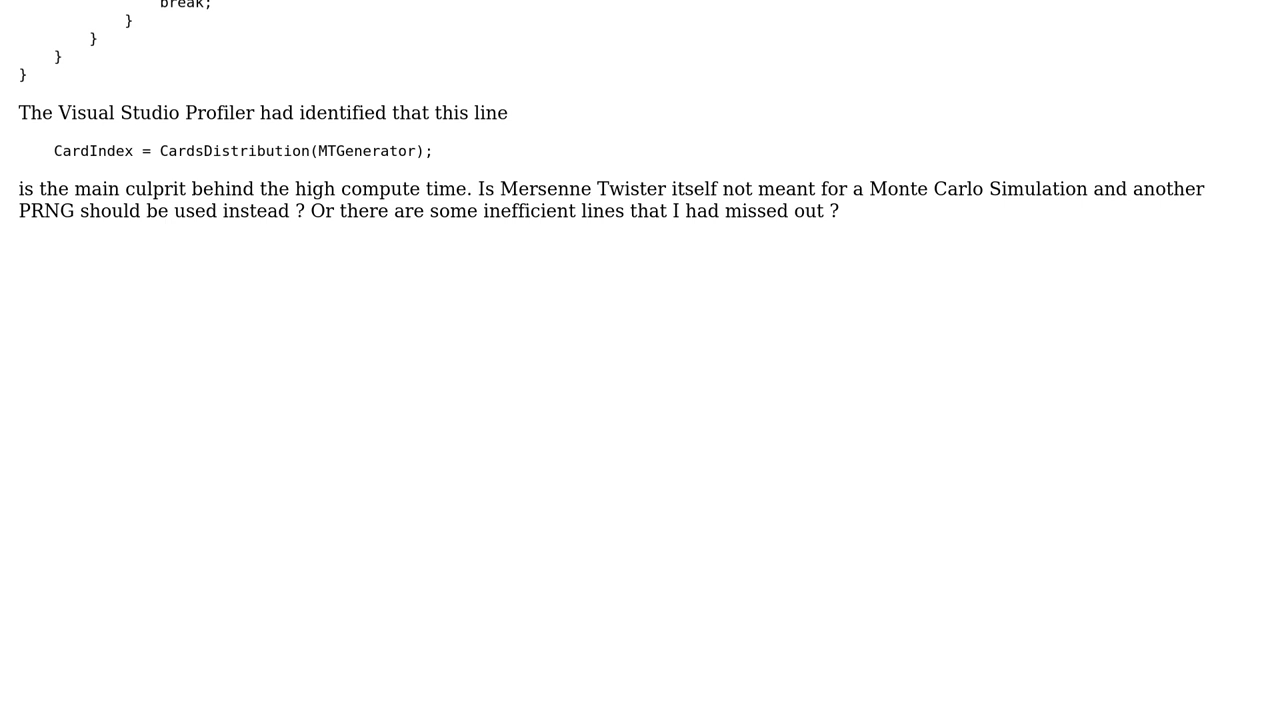 break;
}
}
}
}
The Visual Studio Profiler had identified that this line
CardIndex = CardsDistribution(MTGenerator);
is the main culprit behind the high compute time. Is Mersenne Twister itself not meant for a Monte Carlo Simulation and another
PRNG should be used instead ? Or there are some inefficient lines that I had missed out ?